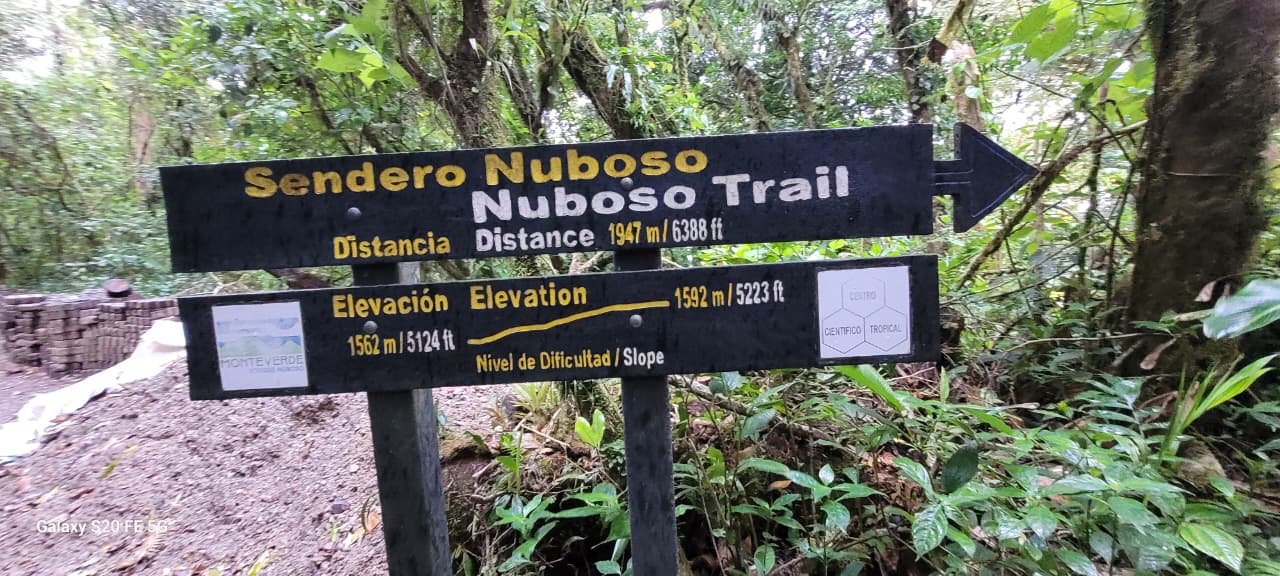 Sendero Nuboso
Nuboso Trail
Distancia Distance 1947 m / 6388 ft
Elevación Elevation
1562 m / 5124 ft
1592 m / 5223 ft
Nivel de Dificultad / Slope
MONTEVERDE
CENTRO
CIENTIFICO TROPICAL
Galaxy S20 FE 5G